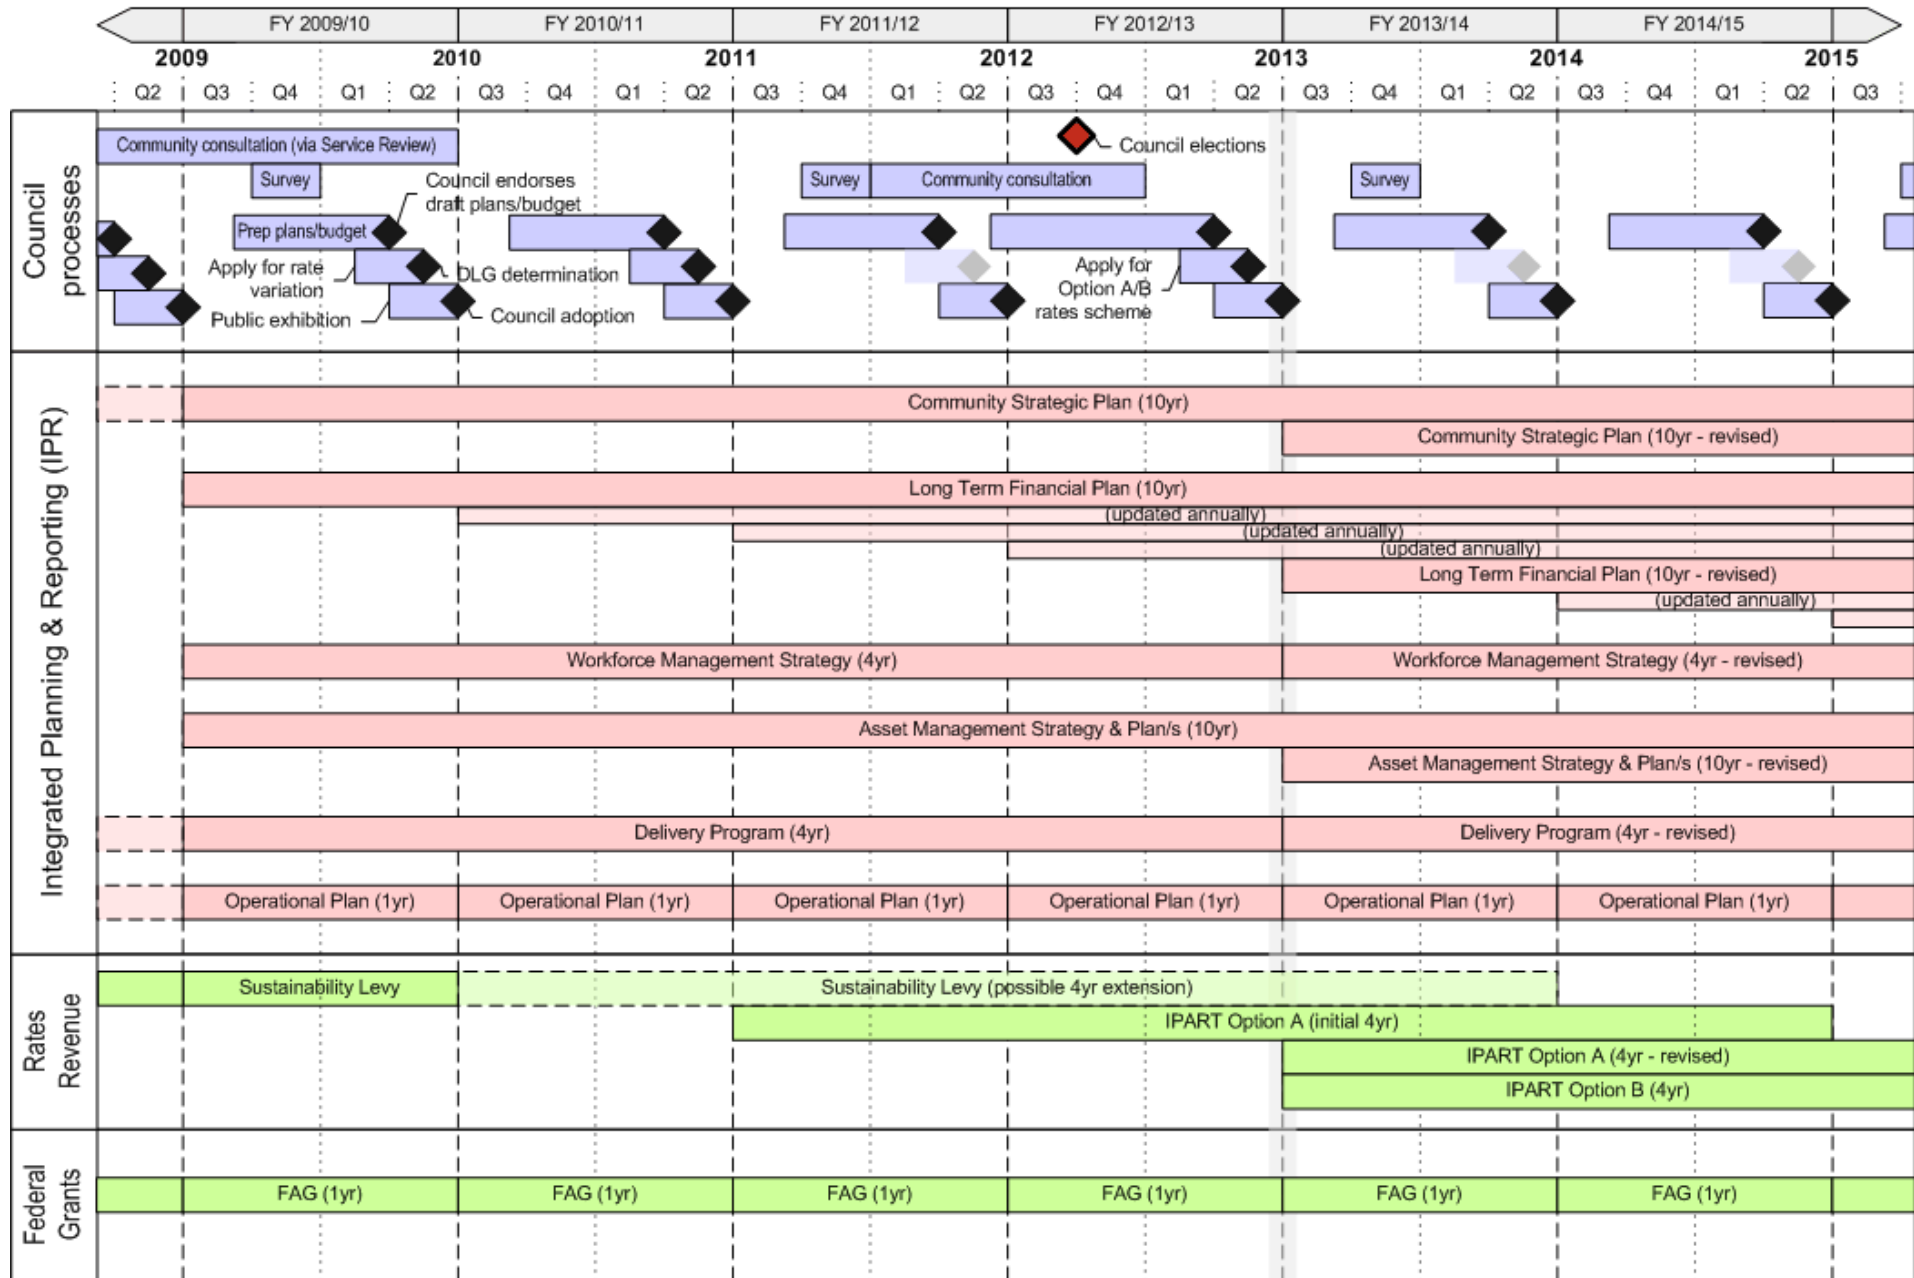 FY 2009/10 FY 2010/11 FY 2011/12 FY 2012/13 FY 2013/14 FY 2014/15
2009 2010 2011 2012 2013 2014 2015
Q2 Q3 Q4 Q1 Q2 Q3 Q4 Q1 Q2 Q3 Q4 Q1 Q2 Q3 Q4 Q1 Q2 Q3 Q4 Q1 Q2 Q3 Q4 Q1 Q2 Q3
Council
processes
Community consultation (via Service Review)
Council elections
Survey
Council endorses
draft plans/budget
Survey
Community consultation
Survey
Prep plans/budget
Apply for rate
variation
DLG determination
Public exhibition
Council adoption
Apply for
Option A/B
rates scheme
Integrated Planning & Reporting (IPR)
Community Strategic Plan (10yr)
Community Strategic Plan (10yr - revised)
Long Term Financial Plan (10yr)
(updated annually)
(updated annually)
(updated annually)
Long Term Financial Plan (10yr - revised)
(updated annually)
Workforce Management Strategy (4yr)
Workforce Management Strategy (4yr - revised)
Asset Management Strategy & Plan/s (10yr)
Asset Management Strategy & Plan/s (10yr - revised)
Delivery Program (4yr)
Delivery Program (4yr - revised)
Operational Plan (1yr)
Operational Plan (1yr)
Operational Plan (1yr)
Operational Plan (1yr)
Operational Plan (1yr)
Operational Plan (1yr)
Rates
Revenue
Sustainability Levy
Sustainability Levy (possible 4yr extension)
IPART Option A (initial 4yr)
IPART Option A (4yr - revised)
IPART Option B (4yr)
Federal
Grants
FAG (1yr)
FAG (1yr)
FAG (1yr)
FAG (1yr)
FAG (1yr)
FAG (1yr)